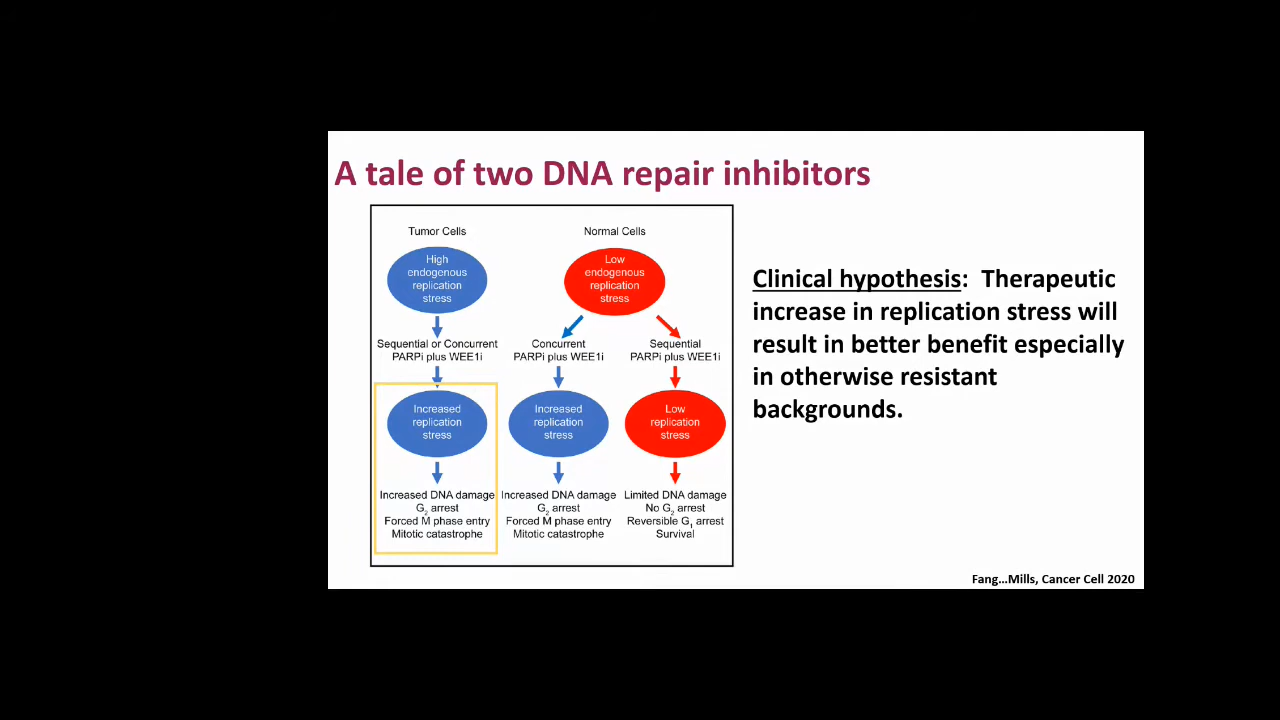 A tale of two DNA repair inhibitors
Tumor Cells
Normal Cells
High
endogenous
replication
stress
Low
endogenous
replication
stress
Sequential or Concurrent
PARPi plus WEE1i
Concurrent
PARPi plus WEE1i
Sequential
PARPi plus WEE1i
Increased
replication
stress
Increased
replication
stress
Low
replication
stress
Increased DNA damage
G₂ arrest
Forced M phase entry
Mitotic catastrophe
Increased DNA damage
G₂ arrest
Forced M phase entry
Mitotic catastrophe
Limited DNA damage
No G₂ arrest
Reversible G₁ arrest
Survival
Clinical hypothesis: Therapeutic
increase in replication stress will
result in better benefit especially
in otherwise resistant
backgrounds.
Fang...Mills, Cancer Cell 2020